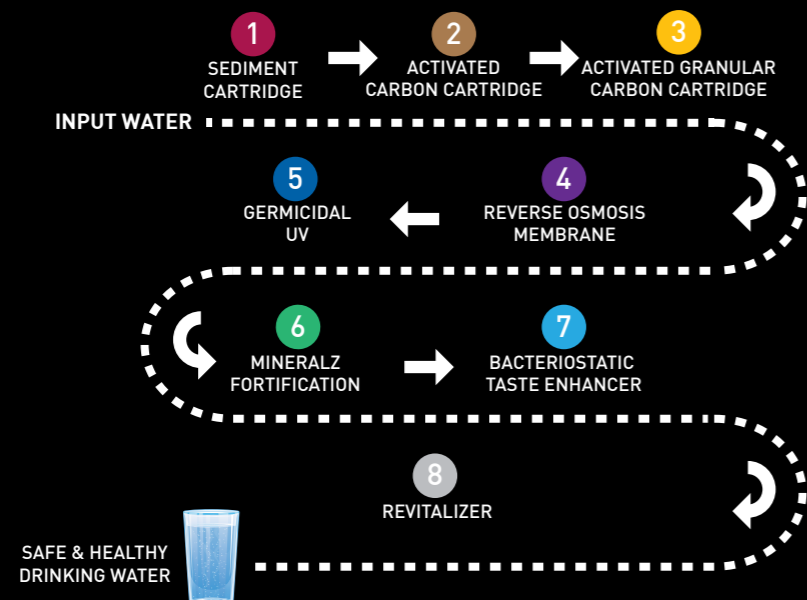 1
SEDIMENT
CARTRIDGE
2
ACTIVATED
CARBON CARTRIDGE
3
ACTIVATED GRANULAR
CARBON CARTRIDGE
INPUT WATER
5
GERMICIDAL
UV
4
REVERSE OSMOSIS
MEMBRANE
6
MINERALZ
FORTIFICATION
7
BACTERIOSTATIC
TASTE ENHANCER
8
REVITALIZER
SAFE & HEALTHY
DRINKING WATER